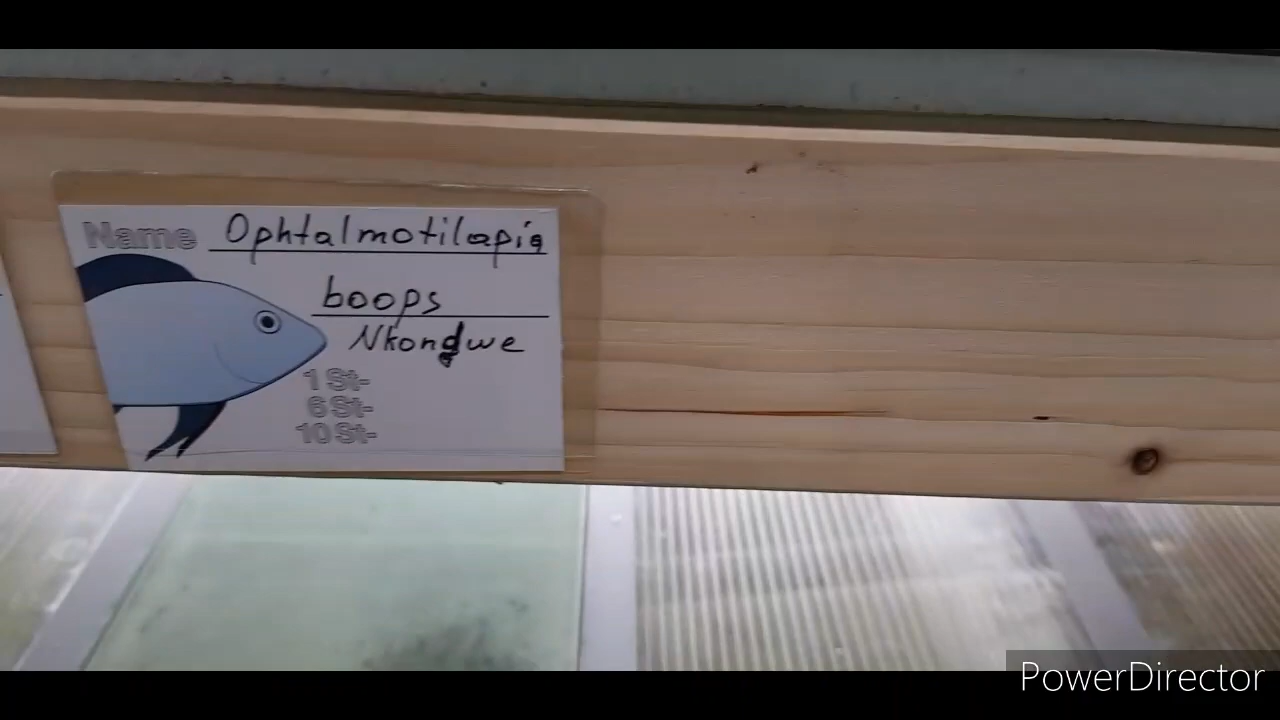 Name Ophtalmotilapia
boops
Nkondwe
1 St-
6 St-
10 St-
PowerDirector